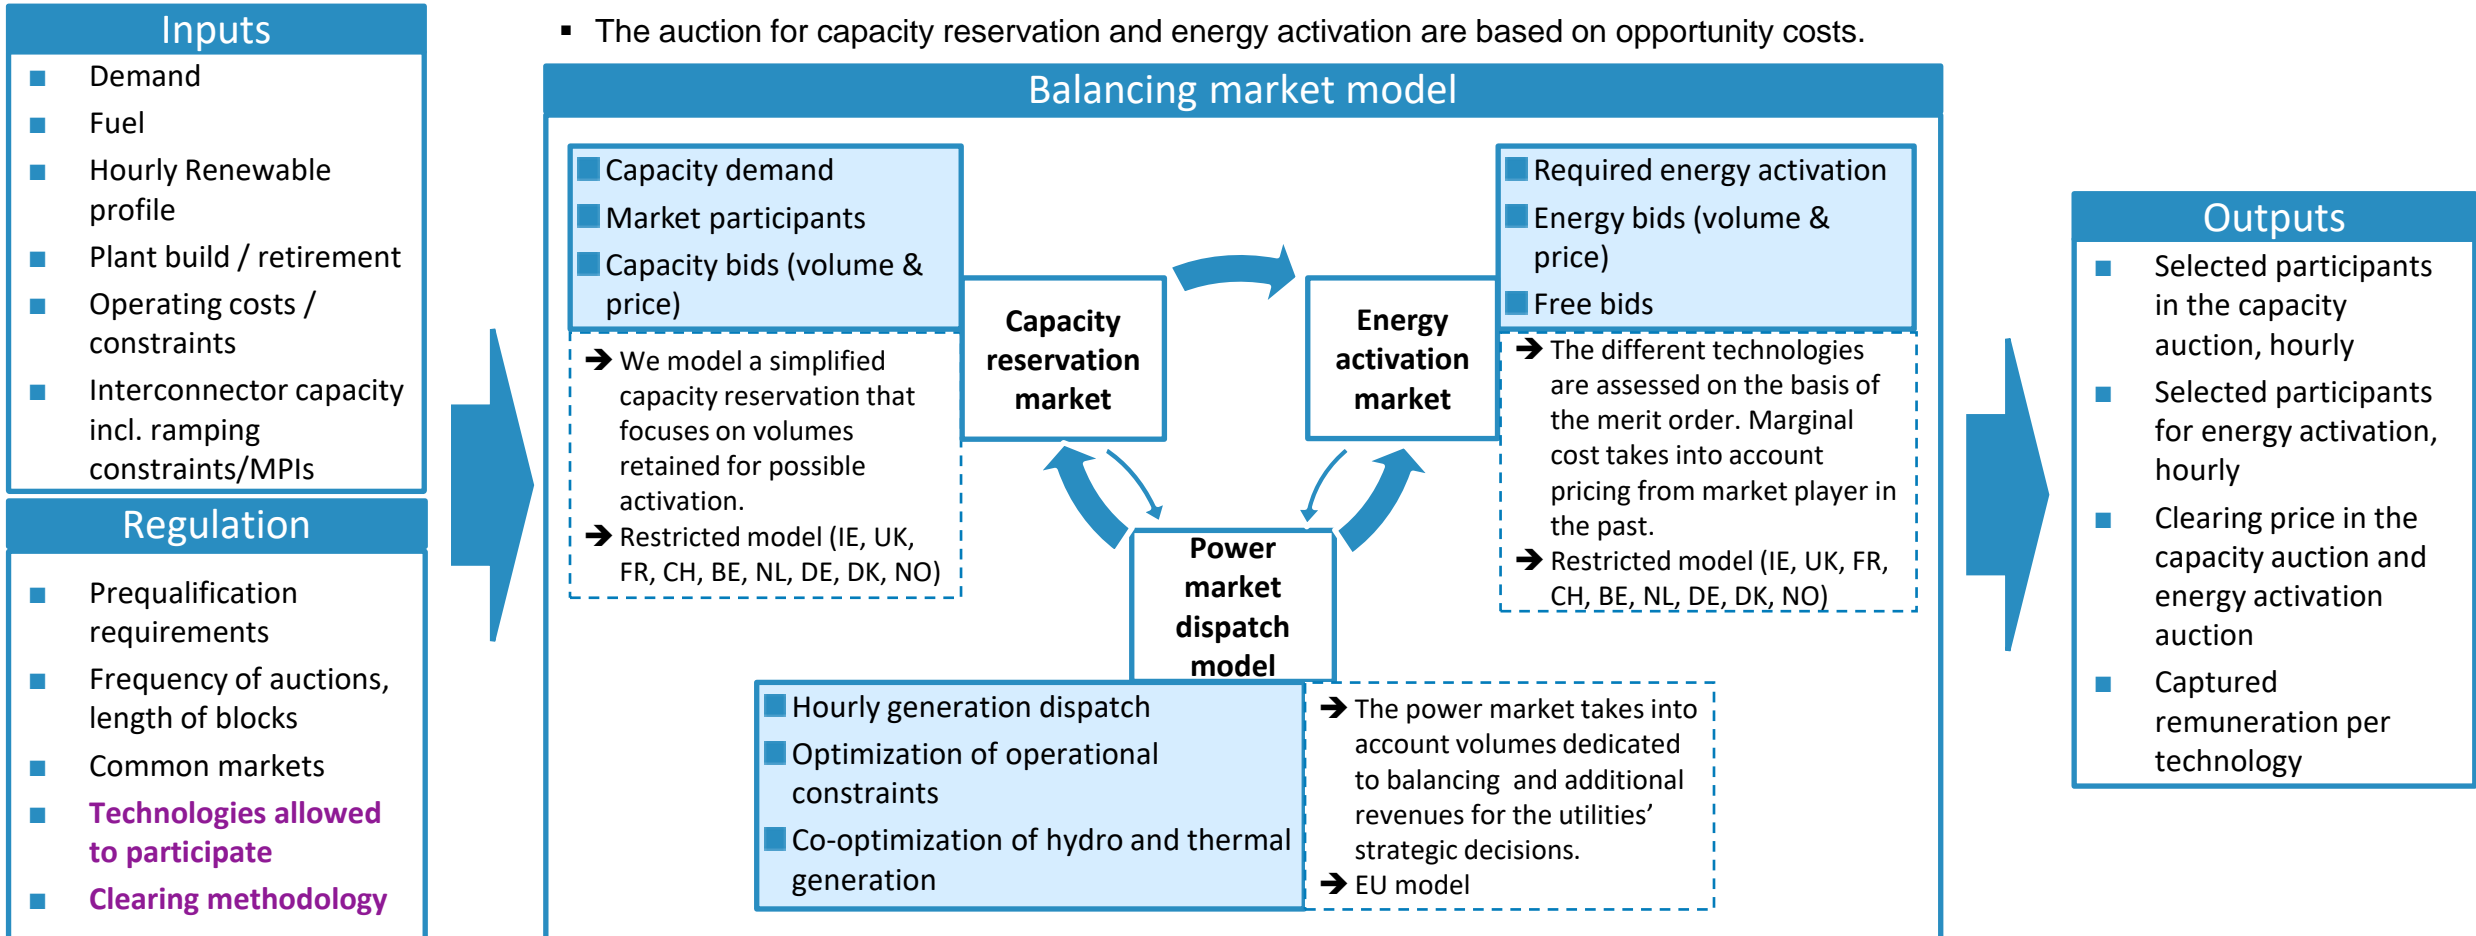 ▪ The auction for capacity reservation and energy activation are based on opportunity costs.
Inputs
■ Demand
■ Fuel
■ Hourly Renewable
profile
■ Plant build / retirement
■ Operating costs /
constraints
■ Interconnector capacity
incl. ramping
constraints/MPIs
Regulation
■ Prequalification
requirements
■ Frequency of auctions,
length of blocks
■ Common markets
■ Technologies allowed
to participate
■ Clearing methodology
Balancing market model
■ Capacity demand
■ Market participants
■ Capacity bids (volume &
price)
➔ We model a simplified
capacity reservation that
focuses on volumes
retained for possible
activation.
➔ Restricted model (IE, UK,
FR, CH, BE, NL, DE, DK, NO)
Capacity
reservation
market
Energy
activation
market
■ Required energy activation
■ Energy bids (volume &
price)
■ Free bids
➔ The different technologies
are assessed on the basis of
the merit order. Marginal
cost takes into account
pricing from market player in
the past.
➔ Restricted model (IE, UK, FR,
CH, BE, NL, DE, DK, NO)
Power
market
dispatch
model
■ Hourly generation dispatch
■ Optimization of operational
constraints
■ Co-optimization of hydro and thermal
generation
➔ The power market takes into
account volumes dedicated
to balancing  and additional
revenues for the utilities’
strategic decisions.
➔ EU model
Outputs
■ Selected participants
in the capacity
auction, hourly
■ Selected participants
for energy activation,
hourly
■ Clearing price in the
capacity auction and
energy activation
auction
■ Captured
remuneration per
technology